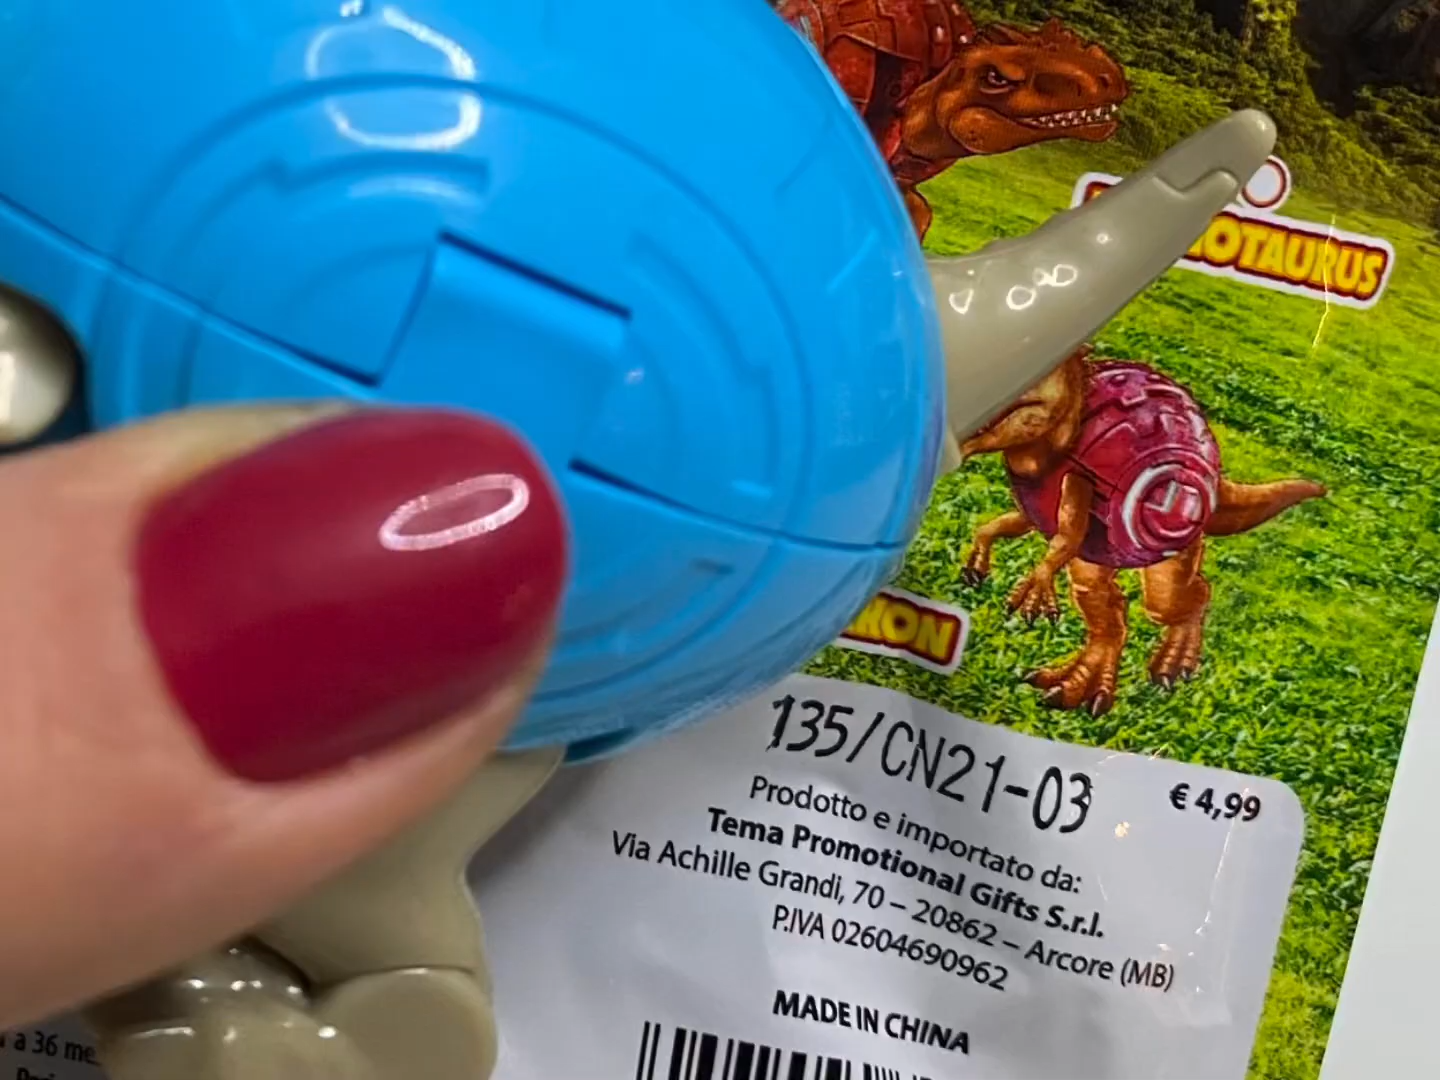 OTAURUS
ON
135/CN21-03
€ 4,99
Prodotto e importato da:
Tema Promotional Gifts S.r.l.
Via Achille Grandi, 70 – 20862 – Arcore (MB)
P.IVA 02604690962
MADE IN CHINA
a 36 me